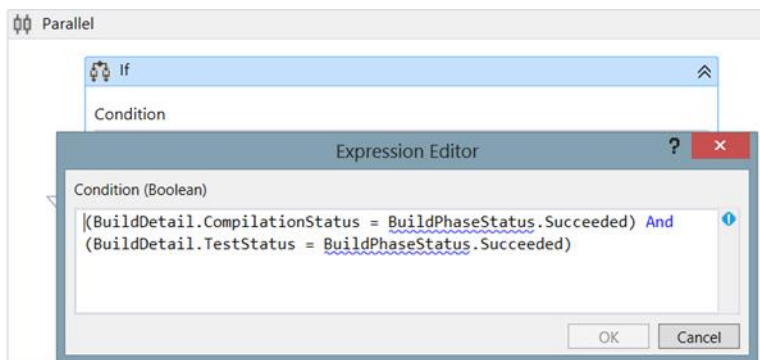 Parallel
If
Condition
Expression Editor
?
Condition (Boolean)
(BuildDetail.CompilationStatus = BuildPhaseStatus.Succeeded) And
(BuildDetail.TestStatus = BuildPhaseStatus.Succeeded)
OK
Cancel